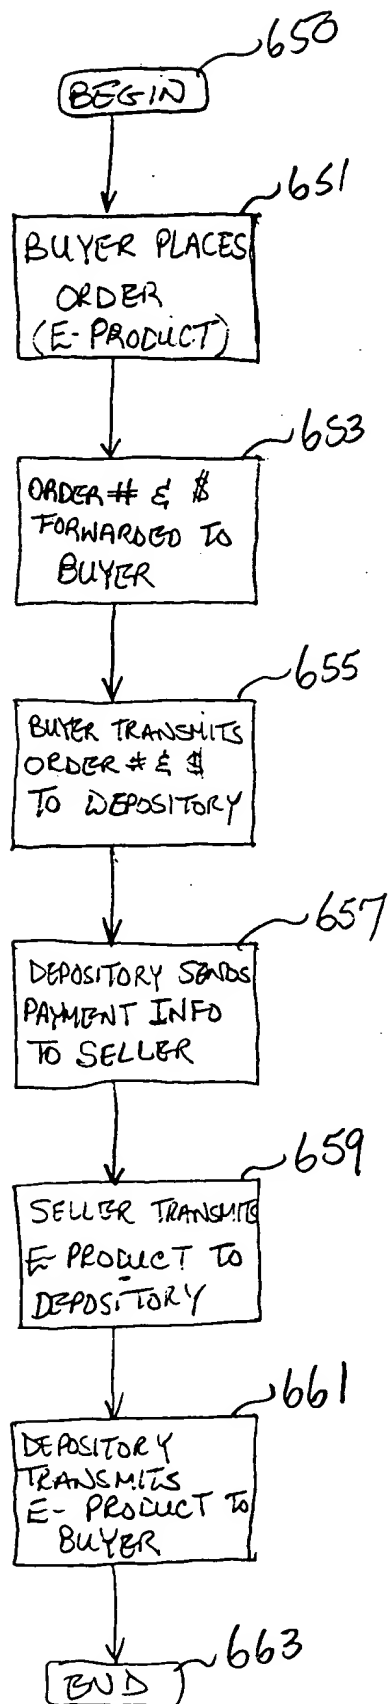 650
BEGIN
651
BUYER PLACES
ORDER
(E-PRODUCT)
653
ORDER # & $
FORWARDED TO
BUYER
655
BUYER TRANSMITS
ORDER # & $
TO DEPOSITORY
657
DEPOSITORY SENDS
PAYMENT INFO
TO SELLER
659
SELLER TRANSMITS
E-PRODUCT TO
DEPOSITORY
661
DEPOSITORY
TRANSMITS
E-PRODUCT TO
BUYER
663
END